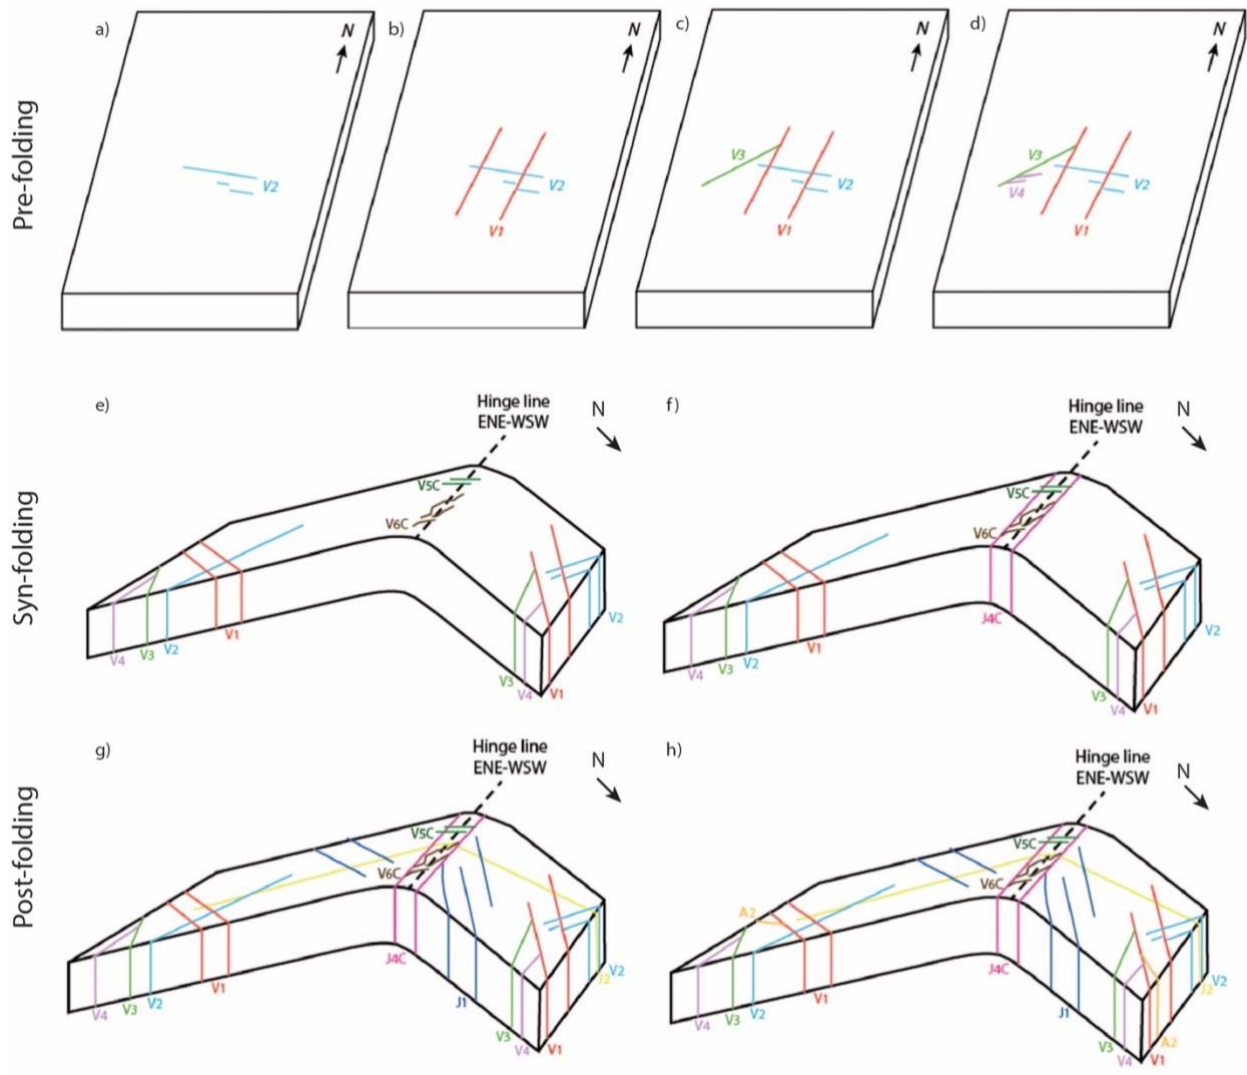 Pre-folding
a)
N
V2
b)
N
V2
V1
c)
N
V3
V2
V1
d)
N
V3
V4
V2
V1
Syn-folding
e)
Hinge line
ENE-WSW
N
V5C
V6C
V4
V3
V2
V1
V3
V4
V1
V2
f)
Hinge line
ENE-WSW
N
V5C
V6C
J4C
V4
V3
V2
V1
V3
V4
V1
V2
Post-folding
g)
Hinge line
ENE-WSW
N
V5C
V6C
J4C
V4
V3
V2
V1
J1
V3
V4
V1
V2
J2
h)
Hinge line
ENE-WSW
N
V5C
V6C
A2
J4C
V4
V3
V2
V1
J1
V3
V4
V1
A2
V2
J2